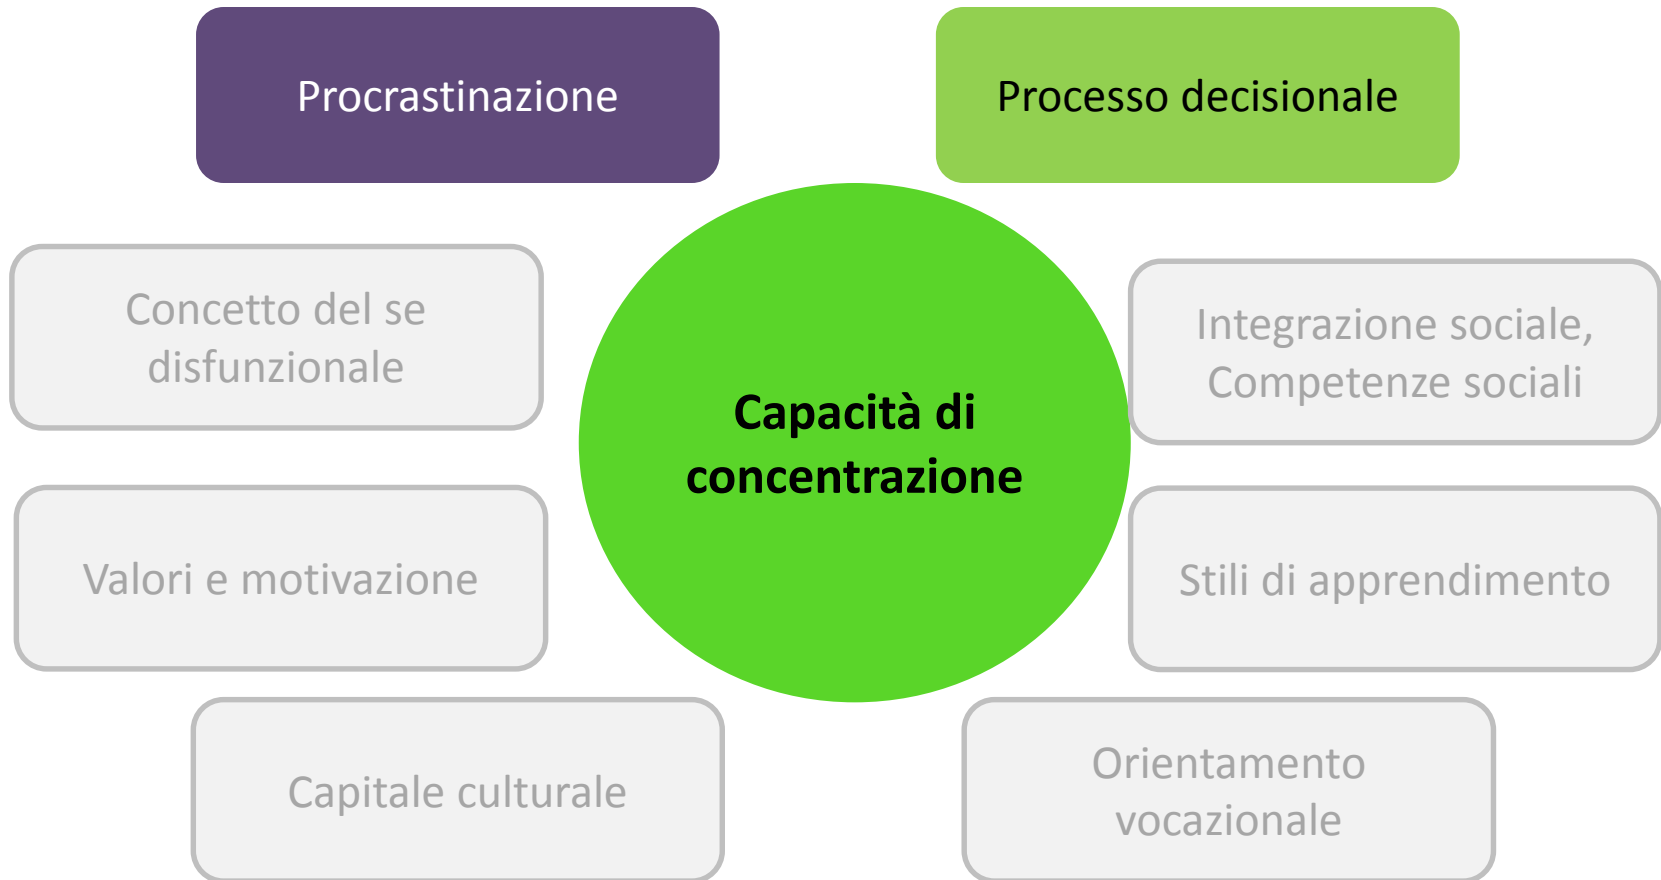 Procrastinazione
Processo decisionale
Concetto del se
disfunzionale
Integrazione sociale,
Competenze sociali
Capacità di
concentrazione
Valori e motivazione
Stili di apprendimento
Capitale culturale
Orientamento
vocazionale